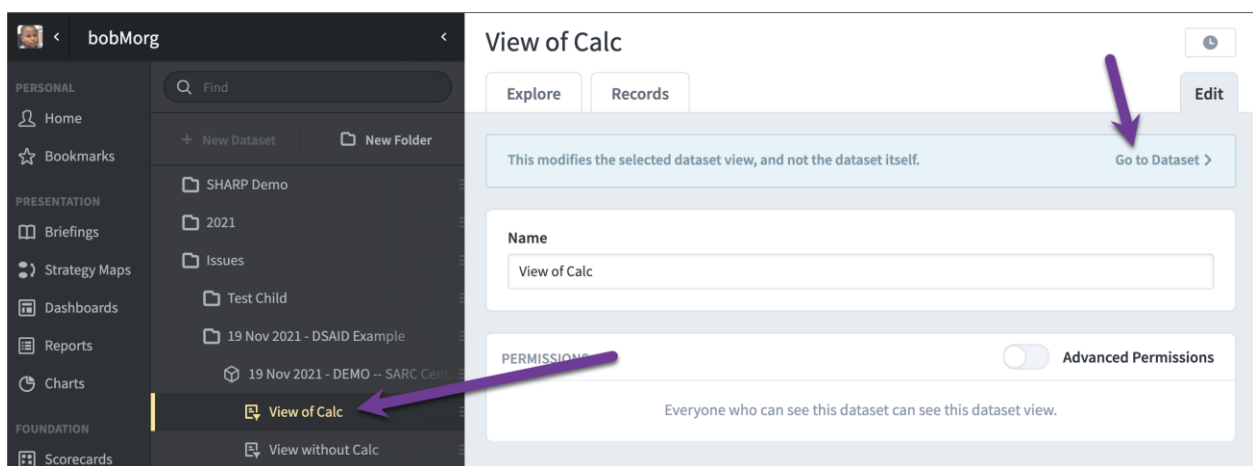 bobMorg
PERSONAL
Home
Bookmarks
PRESENTATION
Briefings
Strategy Maps
Dashboards
Reports
Charts
FOUNDATION
Scorecards
Find
+ New Dataset
New Folder
SHARP Demo
2021
Issues
Test Child
19 Nov 2021 - DSAID Example
19 Nov 2021 - DEMO -- SARC Cent
View of Calc
View without Calc
View of Calc
Explore
Records
Edit
This modifies the selected dataset view, and not the dataset itself.
Go to Dataset >
Name
View of Calc
PERMISSIONS
Advanced Permissions
Everyone who can see this dataset can see this dataset view.